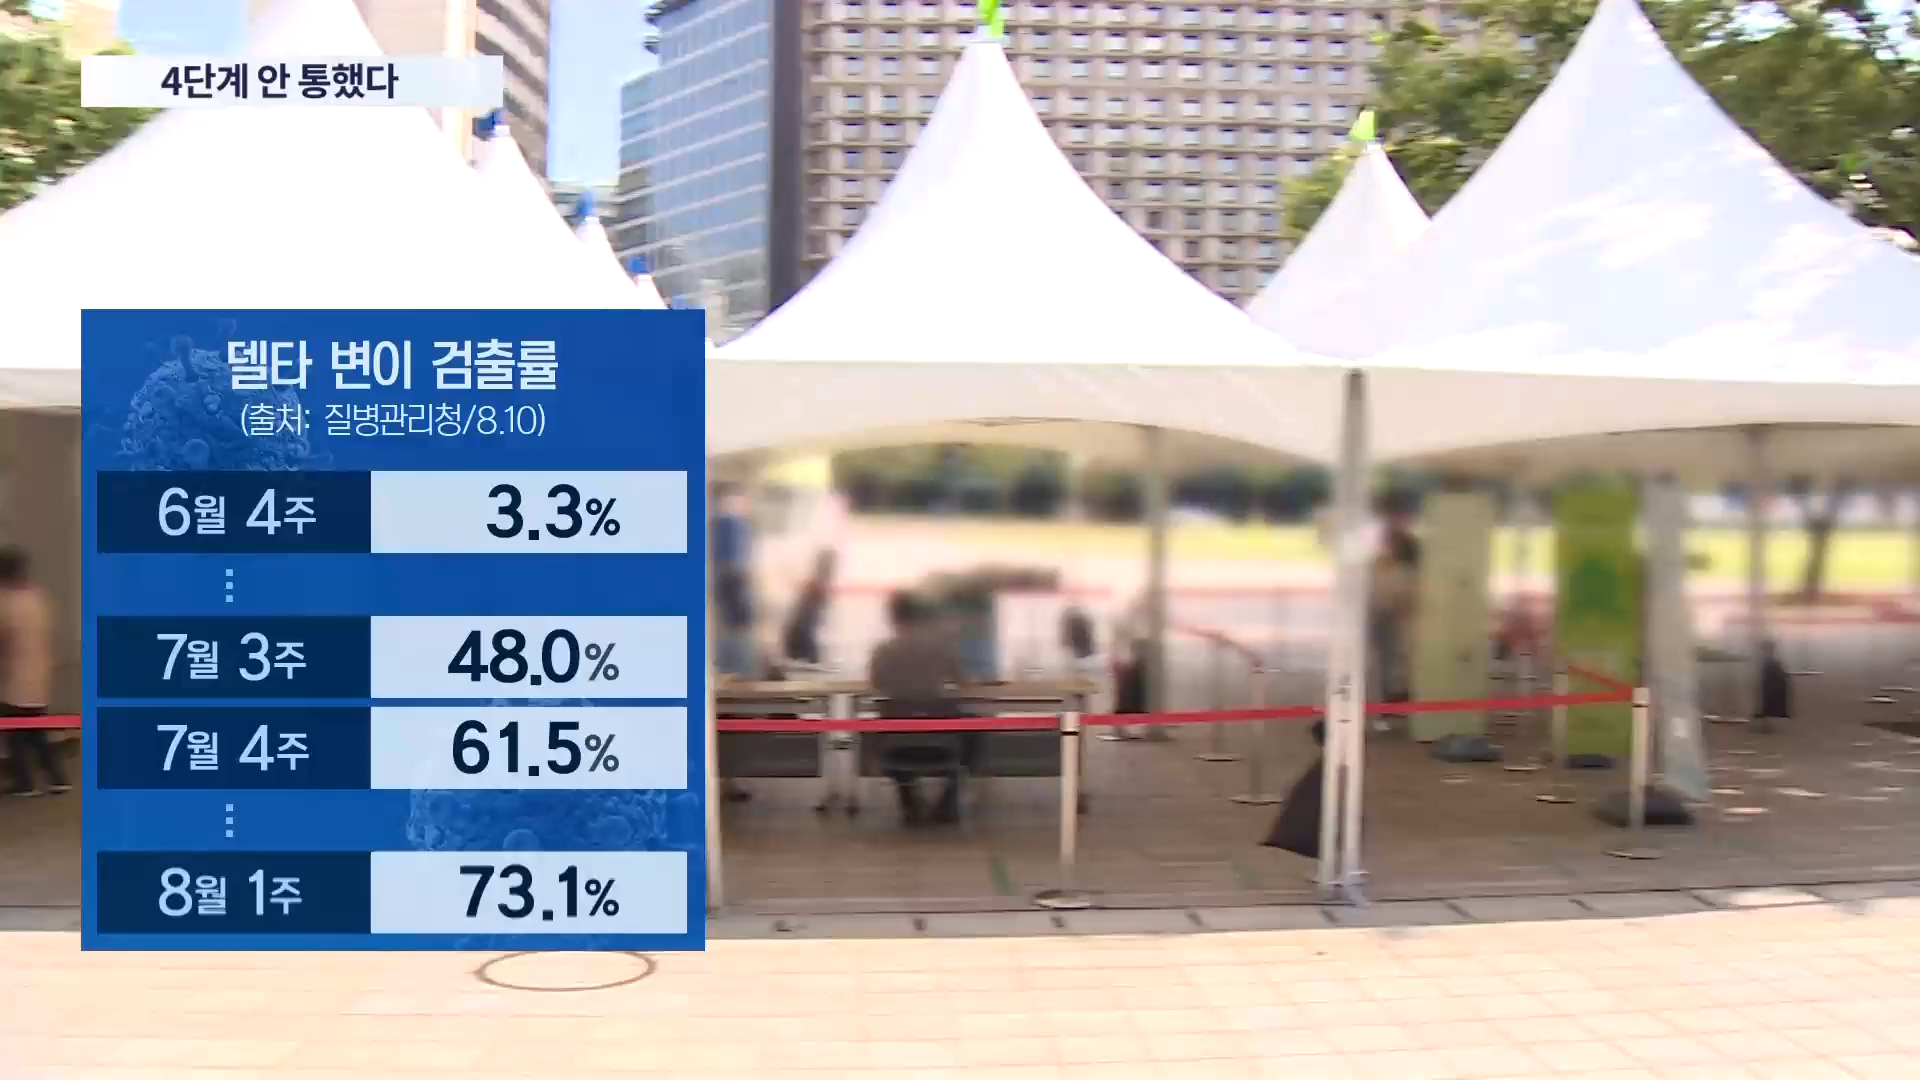 4단계 안 통했다
델타 변이 검출률
(출처: 질병관리청/8.10)
6월 4주 3.3%
⋮
7월 3주 48.0%
7월 4주 61.5%
⋮
8월 1주 73.1%